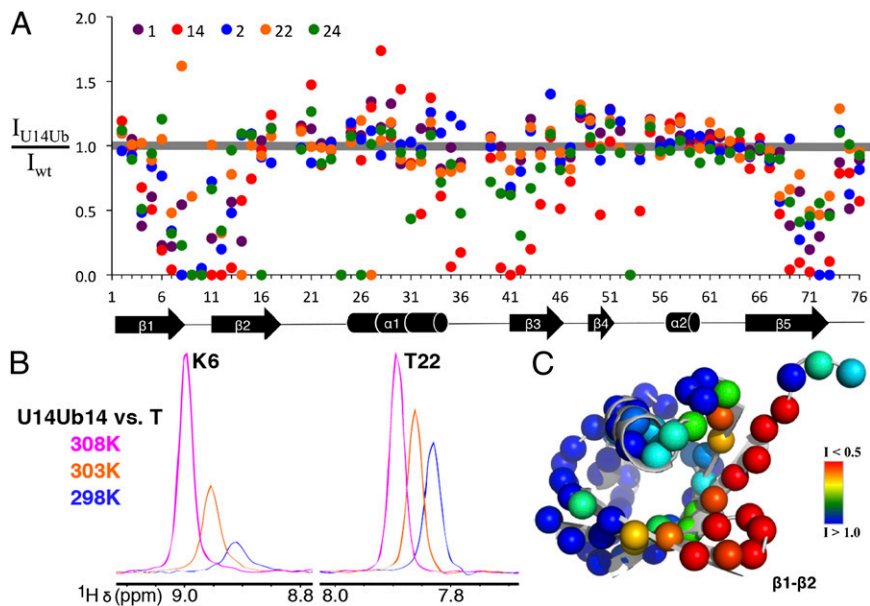 A
2.0
1 14 2 22 24
1.5
I U14Ub
1.0
I wt
0.5
0.0
1 6 11 16 21 26 31 36 41 46 51 56 61 66 71 76
β1 β2 α1 β3 β4 α2 β5
B
K6
T22
C
U14Ub14 vs. T
308K
303K
298K
I < 0.5
I > 1.0
β1-β2
¹H δ (ppm) 9.0 8.8 8.0 7.8